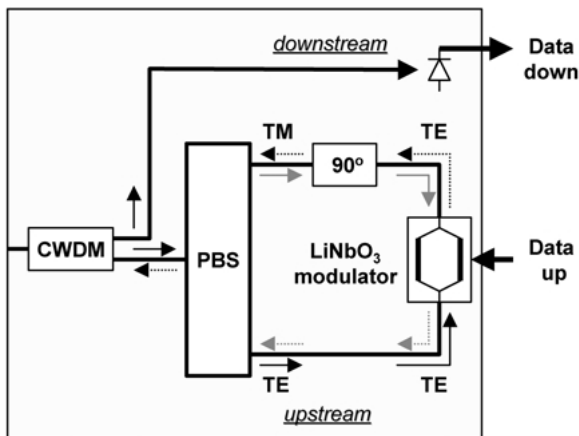 downstream
Data
down
TM
TE
90°
CWDM
PBS
LiNbO₃
modulator
Data
up
TE
TE
upstream